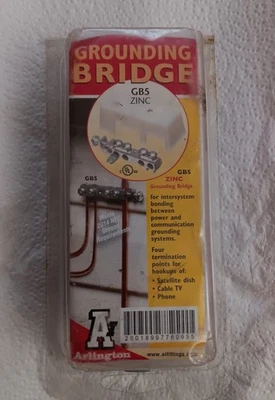 GROUNDING
BRIDGE
GB5
ZINC
GB5
ZINC
Grounding Bridge
for intersystem
bonding
between
power and
communication
grounding
systems.
GB5
Four
termination
points for
hookups of:
• Satellite dish
• Cable TV
• Phone
Arlington